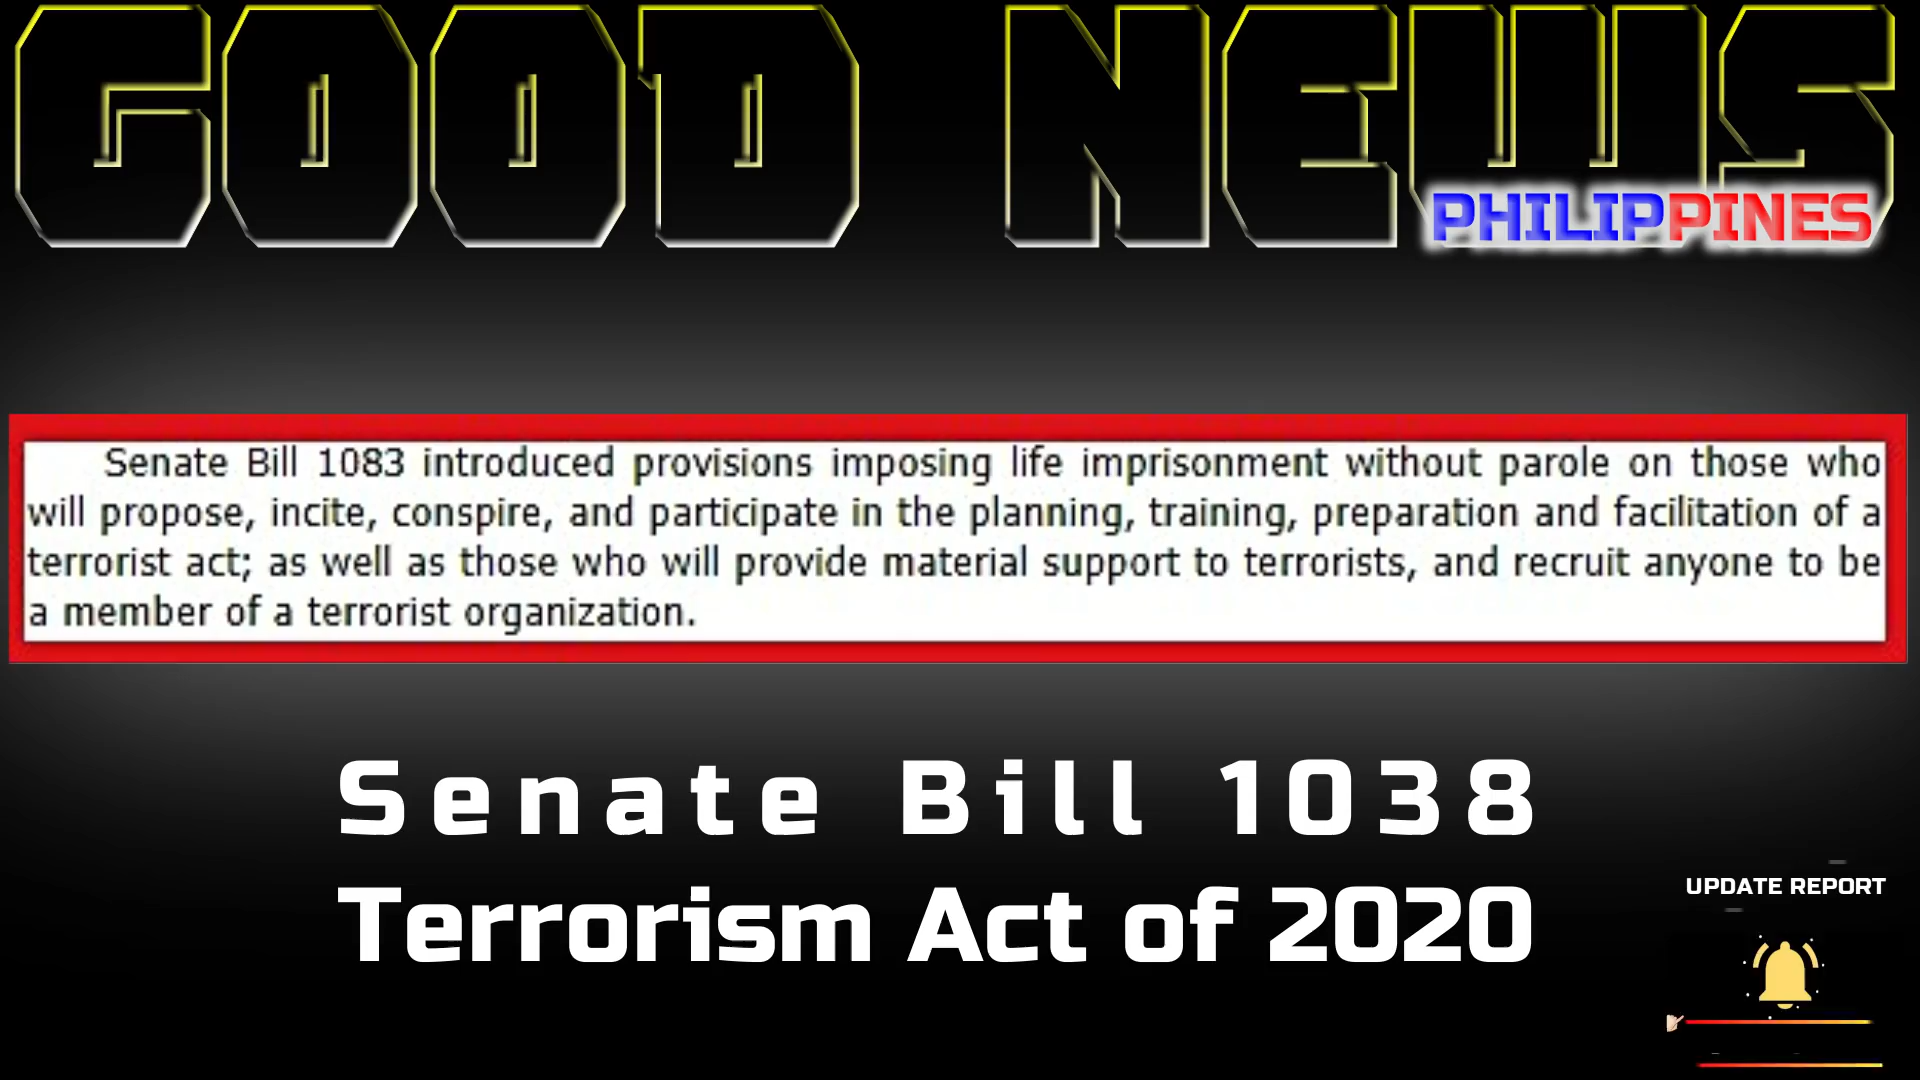 GOOD NEWS
PHILIPPINES
Senate Bill 1083 introduced provisions imposing life imprisonment without parole on those who
will propose, incite, conspire, and participate in the planning, training, preparation and facilitation of a
terrorist act; as well as those who will provide material support to terrorists, and recruit anyone to be
a member of a terrorist organization.
Senate Bill 1038
Terrorism Act of 2020
UPDATE REPORT